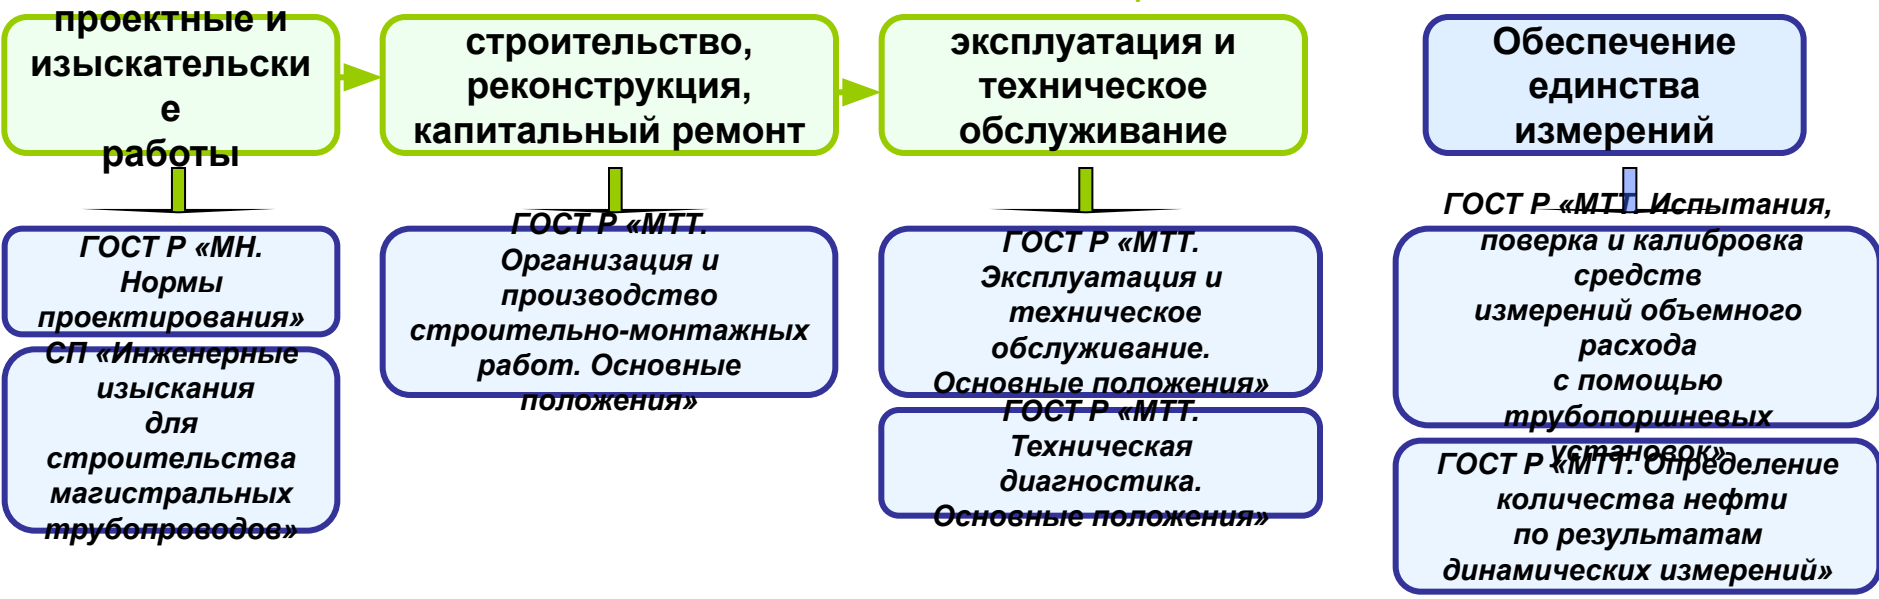 проектные и
изыскательски
е
работы
строительство,
реконструкция,
капитальный ремонт
эксплуатация и
техническое
обслуживание
Обеспечение
единства
измерений
ГОСТ Р «МН.
Нормы
проектирования»
СП «Инженерные
изыскания
для
строительства
магистральных
трубопроводов»
ГОСТ Р «МТТ.
Организация и
производство
строительно-монтажных
работ. Основные
положения»
ГОСТ Р «МТТ.
Эксплуатация и
техническое
обслуживание.
Основные положения»
ГОСТ Р «МТТ.
Техническая
диагностика.
Основные положения»
ГОСТ Р «МТТ. Испытания,
поверка и калибровка
средств
измерений объемного
расхода
с помощью
трубопоршневых
установок»
ГОСТ Р «МТТ. Определение
количества нефти
по результатам
динамических измерений»